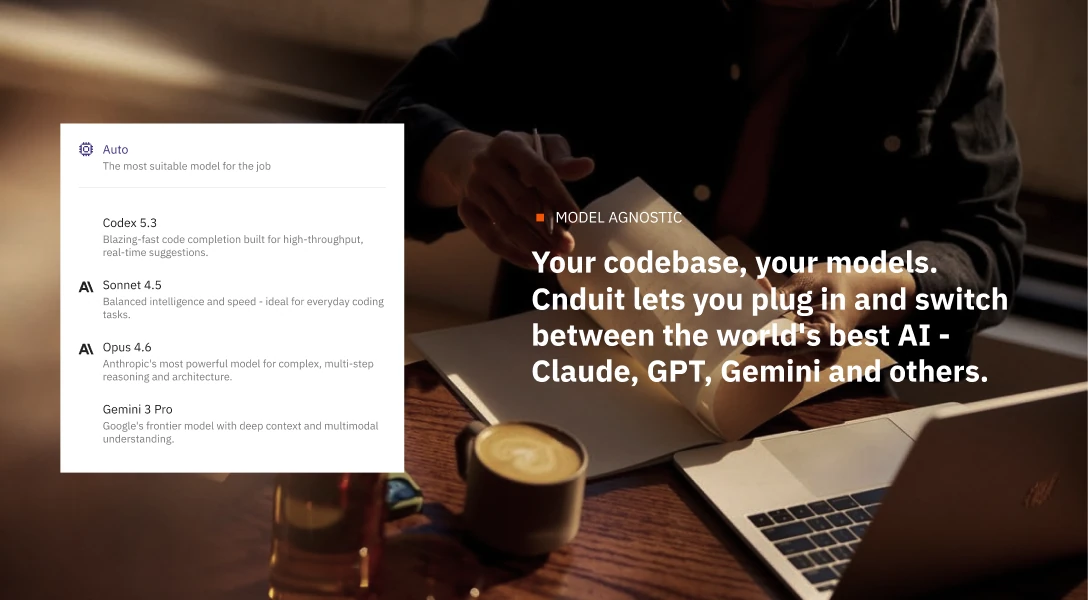 Auto
The most suitable model for the job
Codex 5.3
Blazing-fast code completion built for high-throughput,
real-time suggestions.
Sonnet 4.5
Balanced intelligence and speed - ideal for everyday coding
tasks.
Opus 4.6
Anthropic's most powerful model for complex, multi-step
reasoning and architecture.
Gemini 3 Pro
Google's frontier model with deep context and multimodal
understanding.
MODEL AGNOSTIC
Your codebase, your models.
Cnduit lets you plug in and switch
between the world's best AI -
Claude, GPT, Gemini and others.